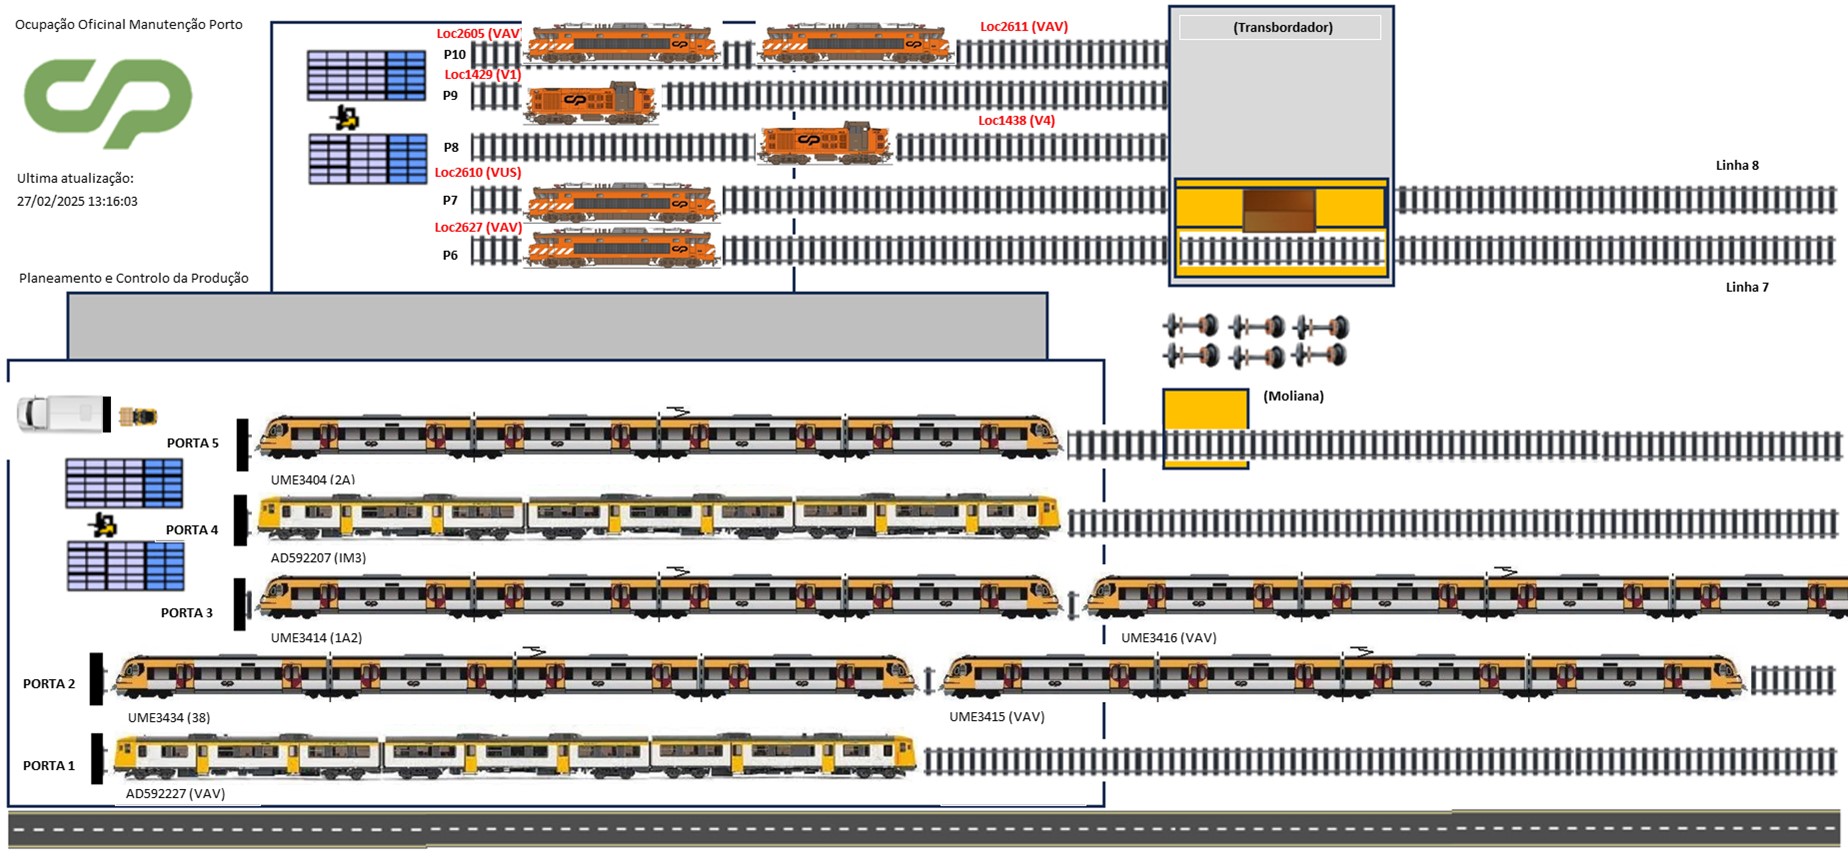 Ocupação Oficinal Manutenção Porto
Ultima atualização:
27/02/2025 13:16:03
Planeamento e Controlo da Produção
Loc2605 (VAV)
Loc2611 (VAV)
P10
Loc1429 (V1)
P9
Loc1438 (V4)
P8
Loc2610 (VUS)
P7
Loc2627 (VAV)
P6
(Transbordador)
Linha 8
Linha 7
(Moliana)
PORTA 5
UME3404 (2A)
PORTA 4
AD592207 (IM3)
PORTA 3
UME3414 (1A2)
UME3416 (VAV)
PORTA 2
UME3434 (38)
UME3415 (VAV)
PORTA 1
AD592227 (VAV)